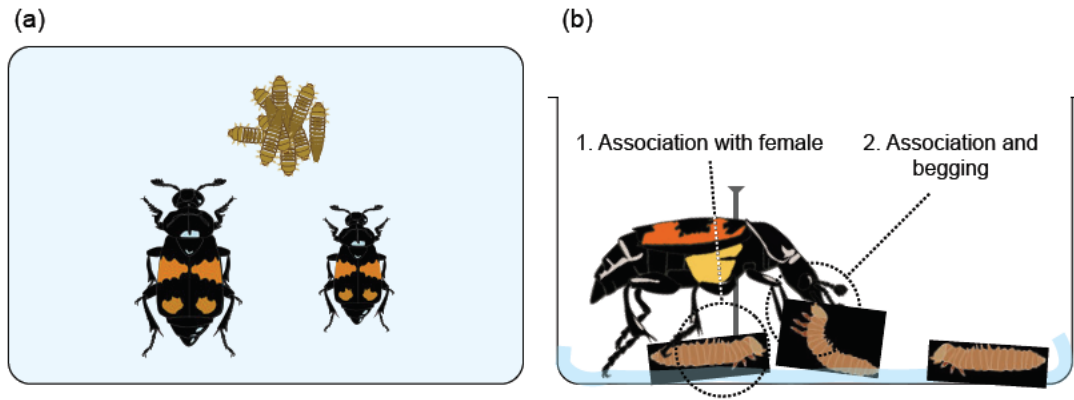 (a)
(b)
1. Association with female
2. Association and
begging